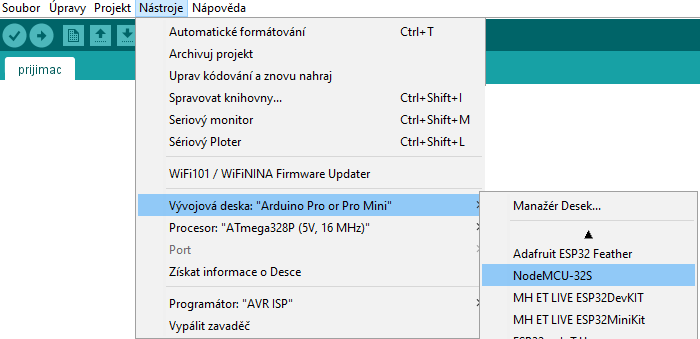 Soubor Úpravy Projekt Nástroje Nápověda
prijimac
Automatické formátování Ctrl+T
Archivuj projekt
Uprav kódování a znovu nahraj
Spravovat knihovny... Ctrl+Shift+I
Seriový monitor Ctrl+Shift+M
Sériový Ploter Ctrl+Shift+L
WiFi101 / WiFiNINA Firmware Updater
Vývojová deska: "Arduino Pro or Pro Mini"
Procesor: "ATmega328P (5V, 16 MHz)"
Port
Získat informace o Desce
Programátor: "AVR ISP"
Vypálit zavaděč
Manažér Desek...
Adafruit ESP32 Feather
NodeMCU-32S
MH ET LIVE ESP32DevKIT
MH ET LIVE ESP32MiniKit